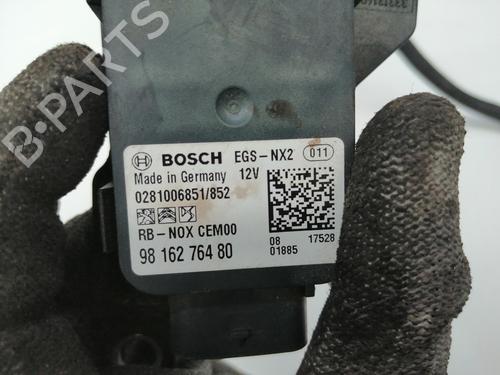 BOSCH EGS-NX2 011
Made in Germany 12V
0281006851/852
RB-NOX CEM00
98 162 764 80
08 17528
01885
B-PARTS